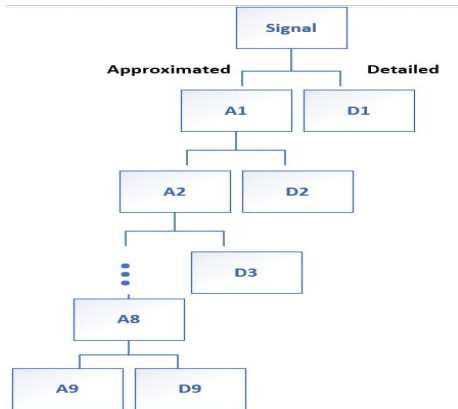 Signal
Approximated Detailed
A1 D1
A2 D2
D3
A8
A9 D9